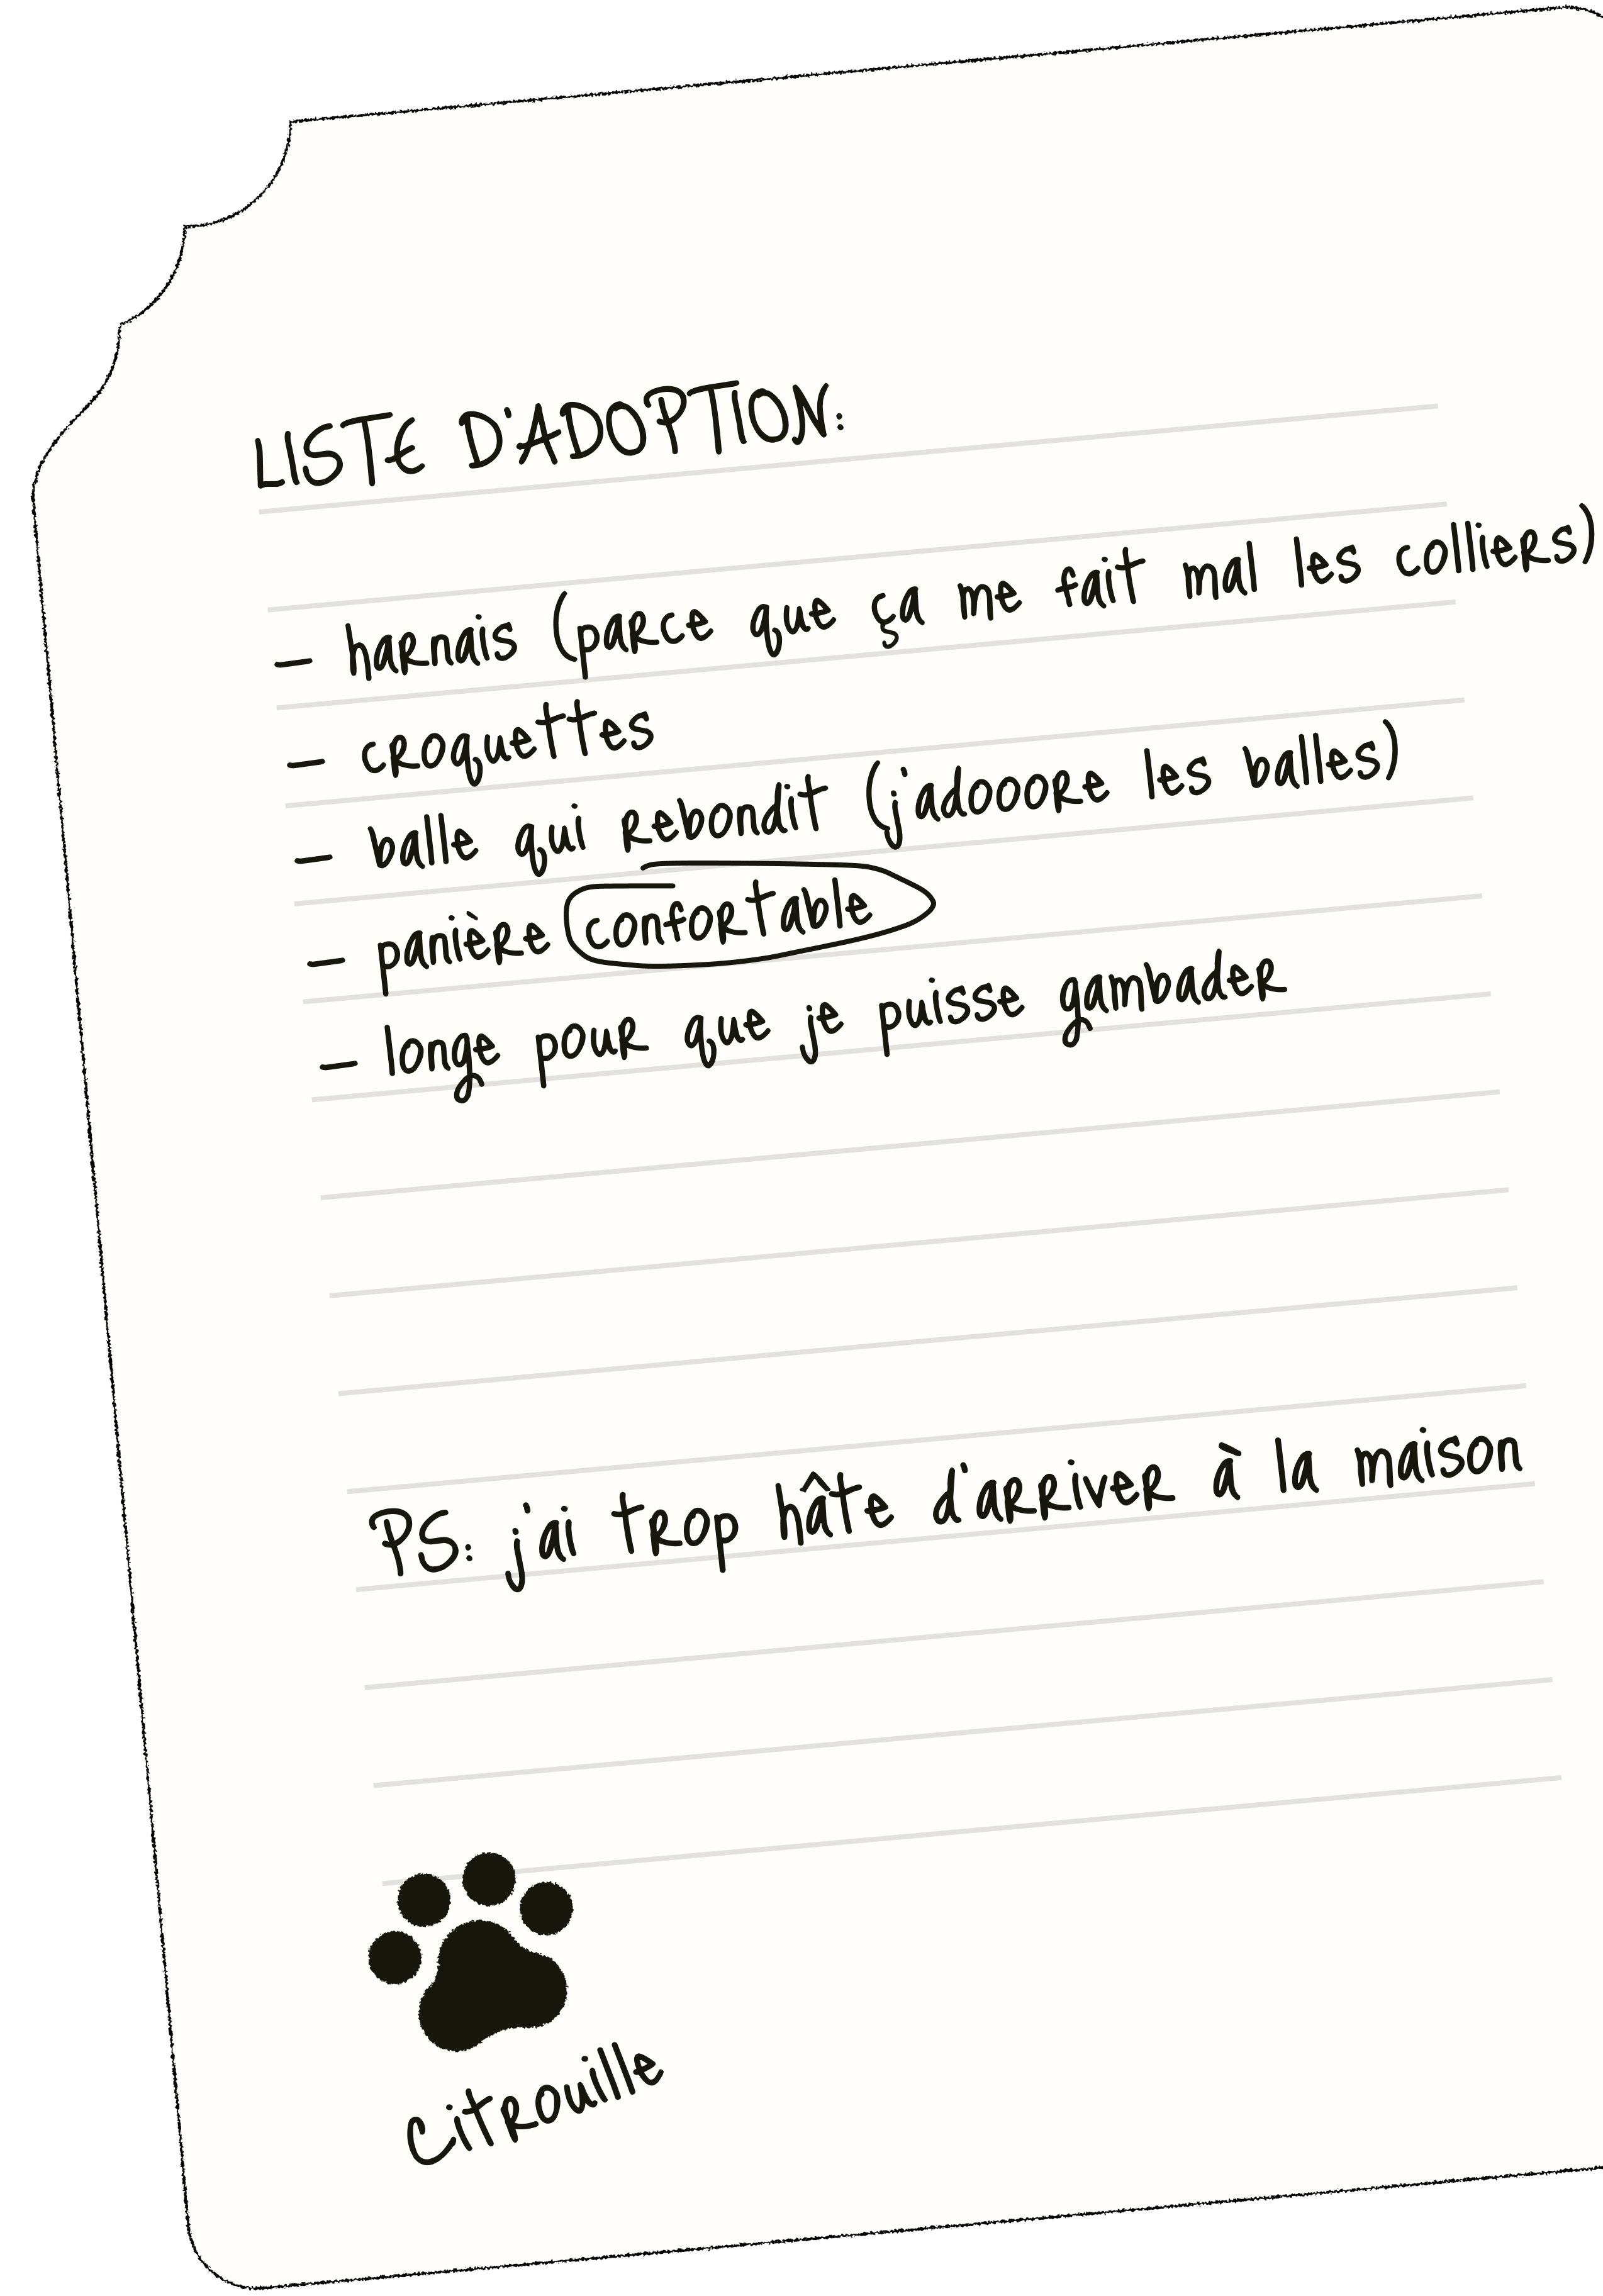 LISTE D'ADOPTION:
– harnais (parce que ça me fait mal les colliers)
– croquettes
– balle qui rebondit (j'adooore les balles)
– panière confortable
– longe pour que je puisse gambader
PS: j'ai trop hâte d'arriver à la maison
Citrouille